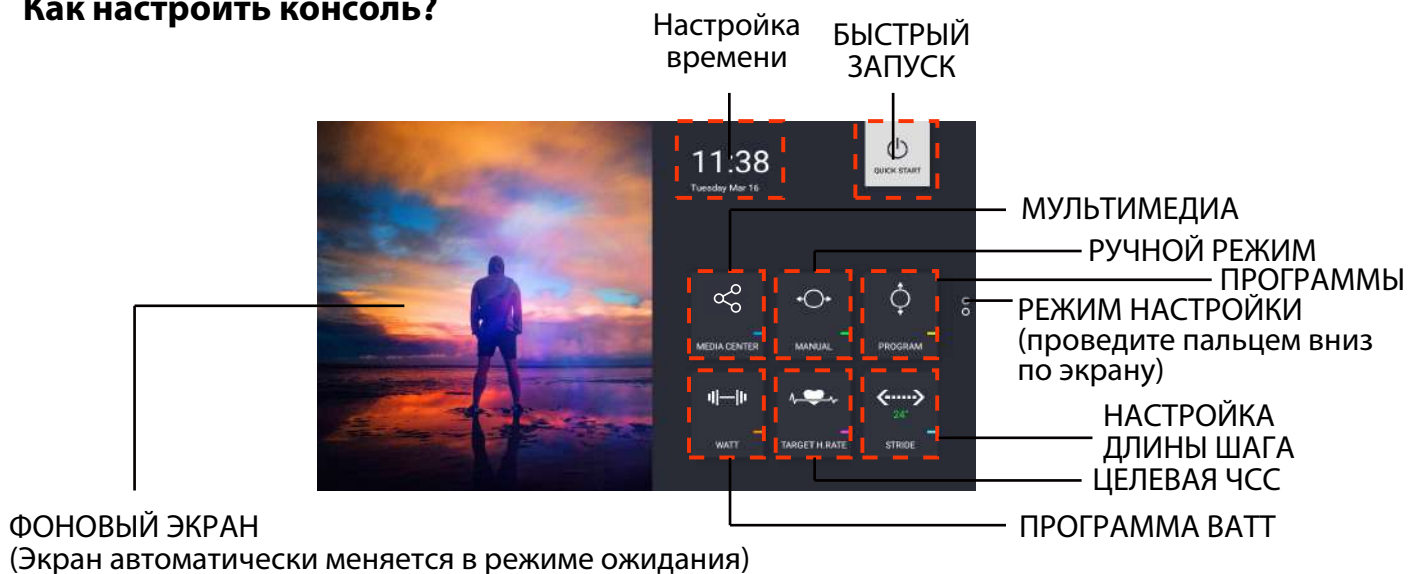 Как настроить консоль?
Настройка
времени
БЫСТРЫЙ
ЗАПУСК
11:38
Tuesday Mar 16
QUICK START
МУЛЬТИМЕДИА
РУЧНОЙ РЕЖИМ
ПРОГРАММЫ
РЕЖИМ НАСТРОЙКИ
(проведите пальцем вниз
по экрану)
MEDIA CENTER
MANUAL
PROGRAM
24"
WATT
TARGET H.RATE
STRIDE
НАСТРОЙКА
ДЛИНЫ ШАГА
ЦЕЛЕВАЯ ЧСС
ПРОГРАММА ВАТТ
ФОНОВЫЙ ЭКРАН
(Экран автоматически меняется в режиме ожидания)